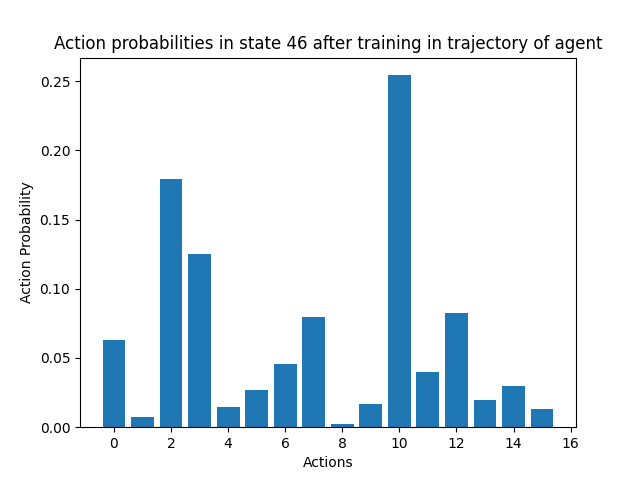 Action probabilities in state 46 after training in trajectory of agent
0.25
0.20
0.15
0.10
0.05
0.00
Action Probability
0 2 4 6 8 10 12 14 16
Actions